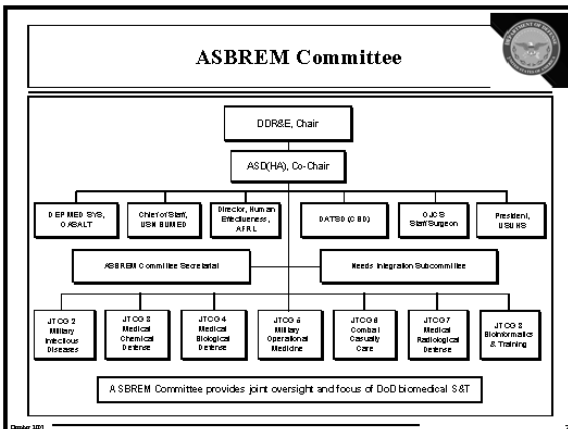 ASBREM Committee
DDR&E, Chair
ASD(HA), Co-Chair
DEP MED SYS,
OASALT
Chief of Staff,
USN BUMED
Director, Human
Effectiveness,
AFRL
DATSD (CBD)
OJCS
Staff Surgeon
President,
USUHS
ASBREM Committee Secretariat
Needs Integration Subcommittee
JTCG 2
Military
Infectious
Diseases
JTCG 3
Medical
Chemical
Defense
JTCG 4
Medical
Biological
Defense
JTCG 5
Military
Operational
Medicine
JTCG 6
Combat
Casualty
Care
JTCG 7
Medical
Radiological
Defense
JTCG 8
Bioinformatics
& Training
ASBREM Committee provides joint oversight and focus of DoD biomedical S&T